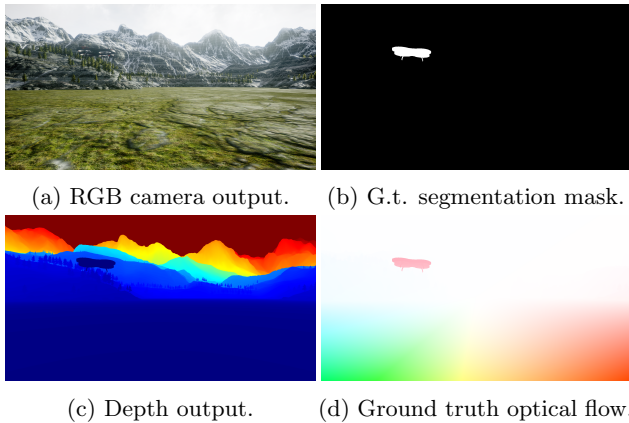 (a) RGB camera output.
(b) G.t. segmentation mask.
(c) Depth output.
(d) Ground truth optical flow.